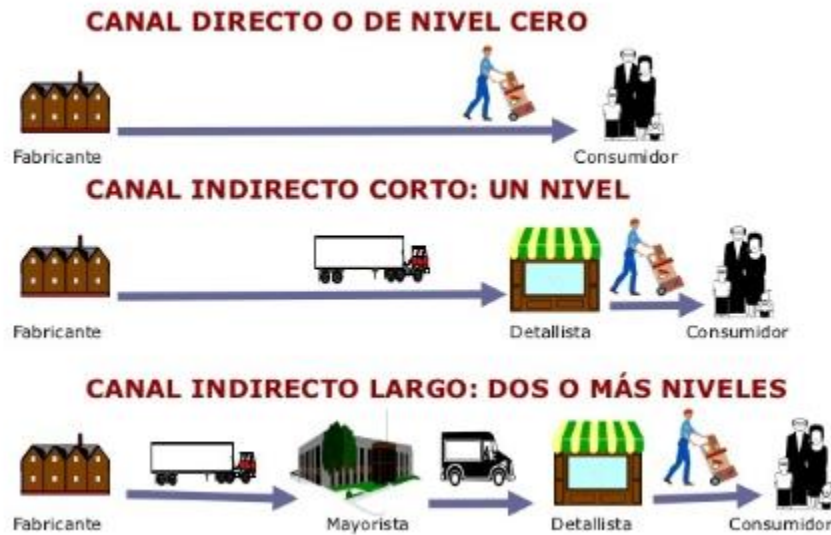 CANAL DIRECTO O DE NIVEL CERO
Fabricante
Consumidor
CANAL INDIRECTO CORTO: UN NIVEL
Fabricante
Detallista
Consumidor
CANAL INDIRECTO LARGO: DOS O MÁS NIVELES
Fabricante
Mayorista
Detallista
Consumidor